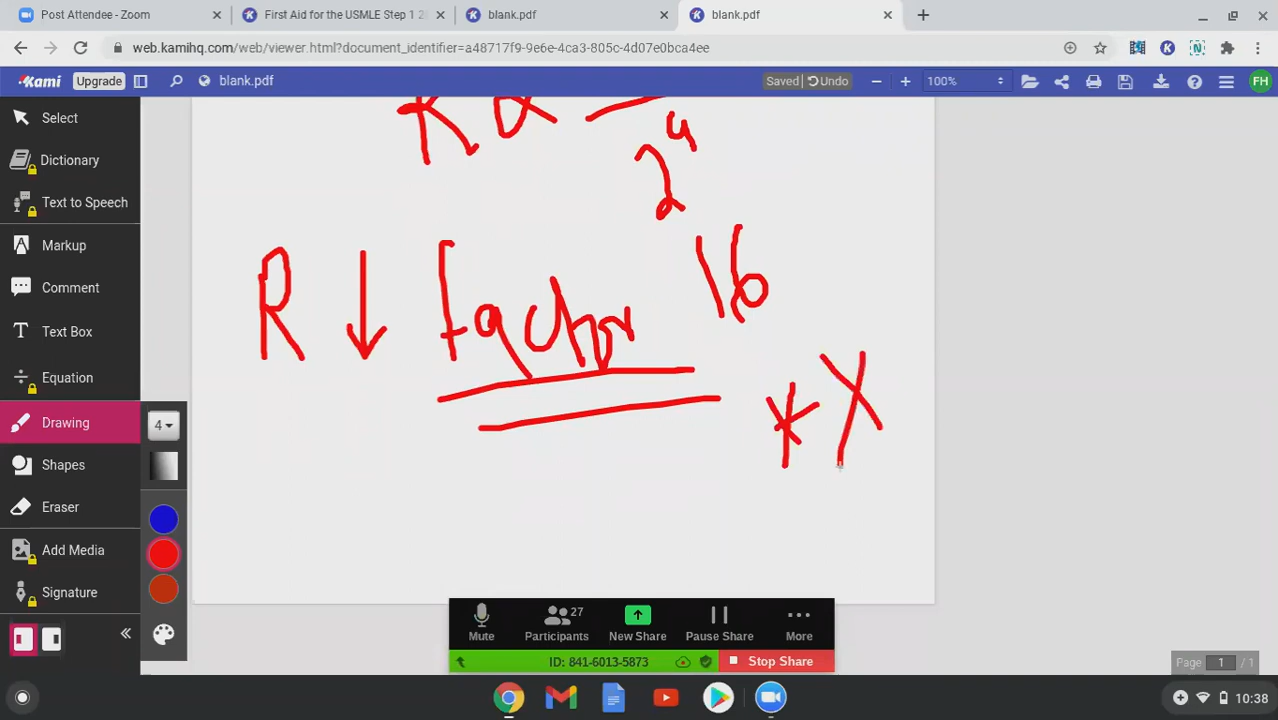 Post Attendee - Zoom
First Aid for the USMLE Step 1 2
blank.pdf
blank.pdf
web.kamihq.com/web/viewer.html?document_identifier=a48717f9-9e6e-4ca3-805c-4d07e0bca4ee
Kami
Upgrade
blank.pdf
Saved
Undo
100%
FH
Select
Dictionary
Text to Speech
Markup
Comment
Text Box
Equation
Drawing
4
Shapes
Eraser
Add Media
Signature
R α
2 4
R ↓ factor 16
* X
Mute
Participants
27
New Share
Pause Share
More
ID: 841-6013-5873
Stop Share
Page 1 / 1
10:38